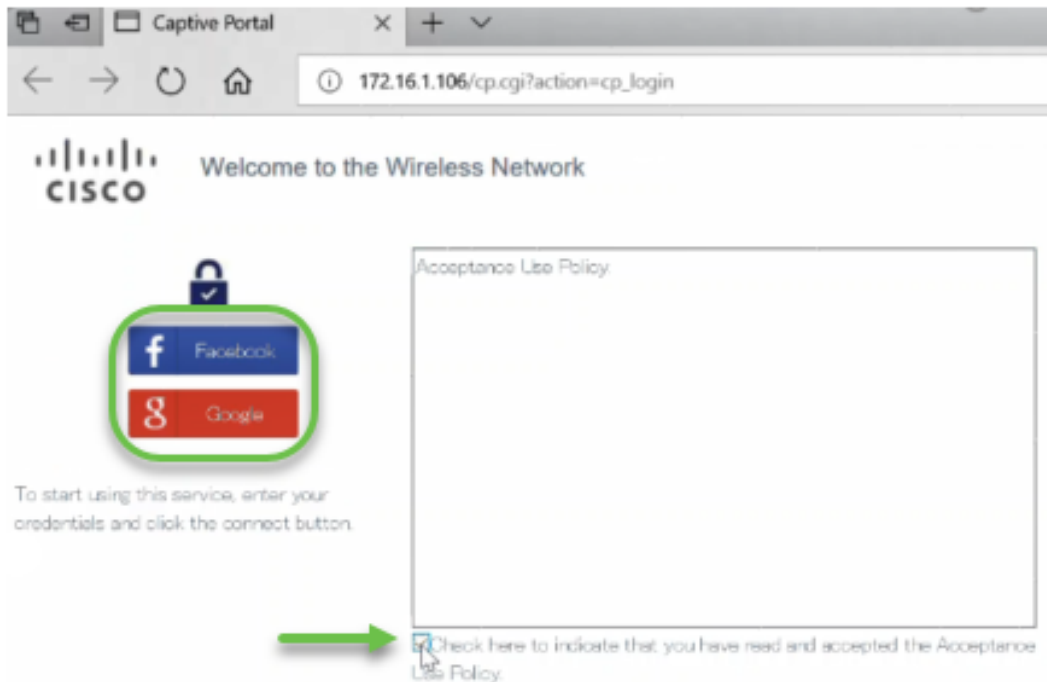 Captive Portal
172.16.1.106/cp.cgi?action=cp_login
CISCO
Welcome to the Wireless Network
Acceptance Use Policy.
f Facebook
g Google
To start using this service, enter your
credentials and click the connect button.
Check here to indicate that you have read and accepted the Acceptance
Use Policy.